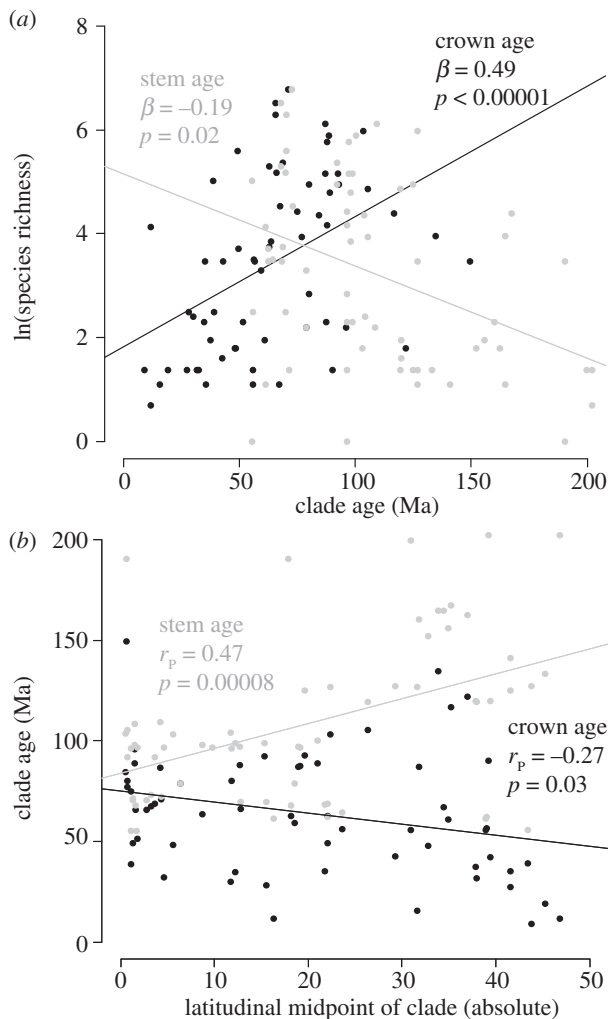 (a)
8
6
4
2
0
ln(species richness)
stem age
β = –0.19
p = 0.02
crown age
β = 0.49
p < 0.00001
0 50 100 150 200
clade age (Ma)
(b)
200
150
100
50
0
clade age (Ma)
stem age
rP = 0.47
p = 0.00008
crown age
rP = –0.27
p = 0.03
0 10 20 30 40 50
latitudinal midpoint of clade (absolute)